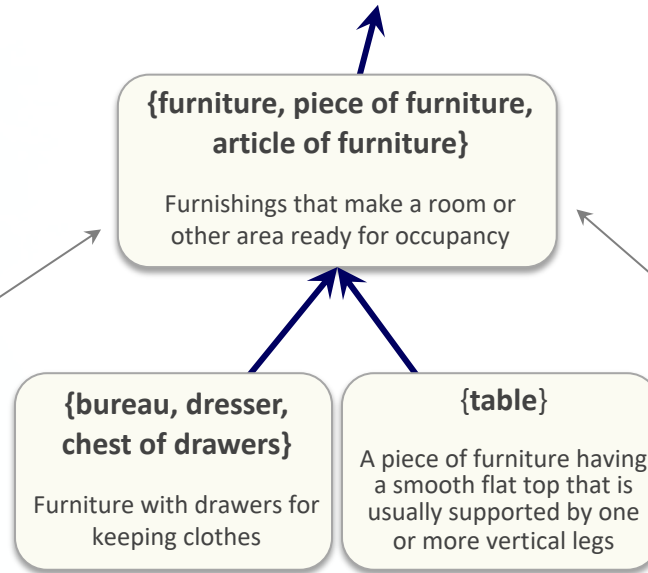 {furniture, piece of furniture,
article of furniture}
Furnishings that make a room or
other area ready for occupancy
{bureau, dresser,
chest of drawers}
Furniture with drawers for
keeping clothes
{table}
A piece of furniture having
a smooth flat top that is
usually supported by one
or more vertical legs